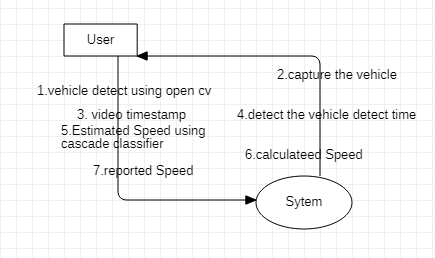 User
2.capture the vehicle
1.vehicle detect using open cv
3. video timestamp
4.detect the vehicle detect time
5.Estimated Speed using
cascade classifier
6.calculateed Speed
7.reported Speed
Sytem